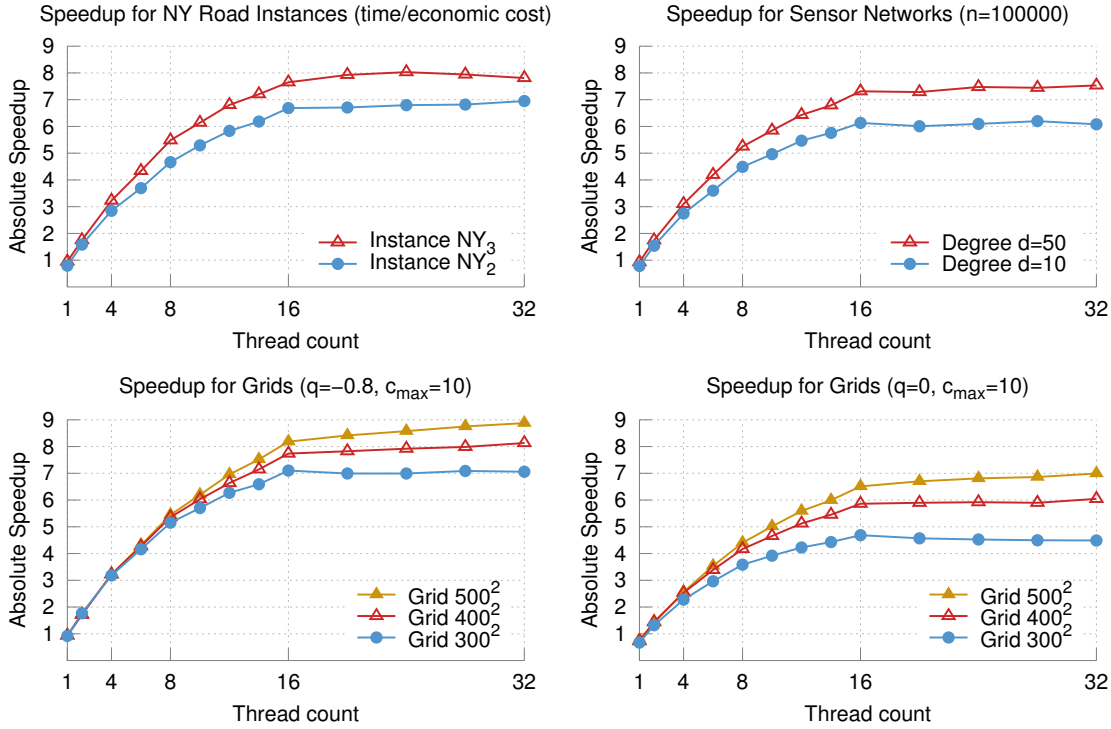 Speedup for NY Road Instances (time/economic cost)
Absolute Speedup
9
8
7
6
5
4
3
2
1
Instance NY₃
Instance NY₂
1 4 8 16 32
Thread count
Speedup for Sensor Networks (n=100000)
Absolute Speedup
9
8
7
6
5
4
3
2
1
Degree d=50
Degree d=10
1 4 8 16 32
Thread count
Speedup for Grids (q=−0.8, cmax=10)
Absolute Speedup
9
8
7
6
5
4
3
2
1
Grid 500²
Grid 400²
Grid 300²
1 4 8 16 32
Thread count
Speedup for Grids (q=0, cmax=10)
Absolute Speedup
9
8
7
6
5
4
3
2
1
Grid 500²
Grid 400²
Grid 300²
1 4 8 16 32
Thread count